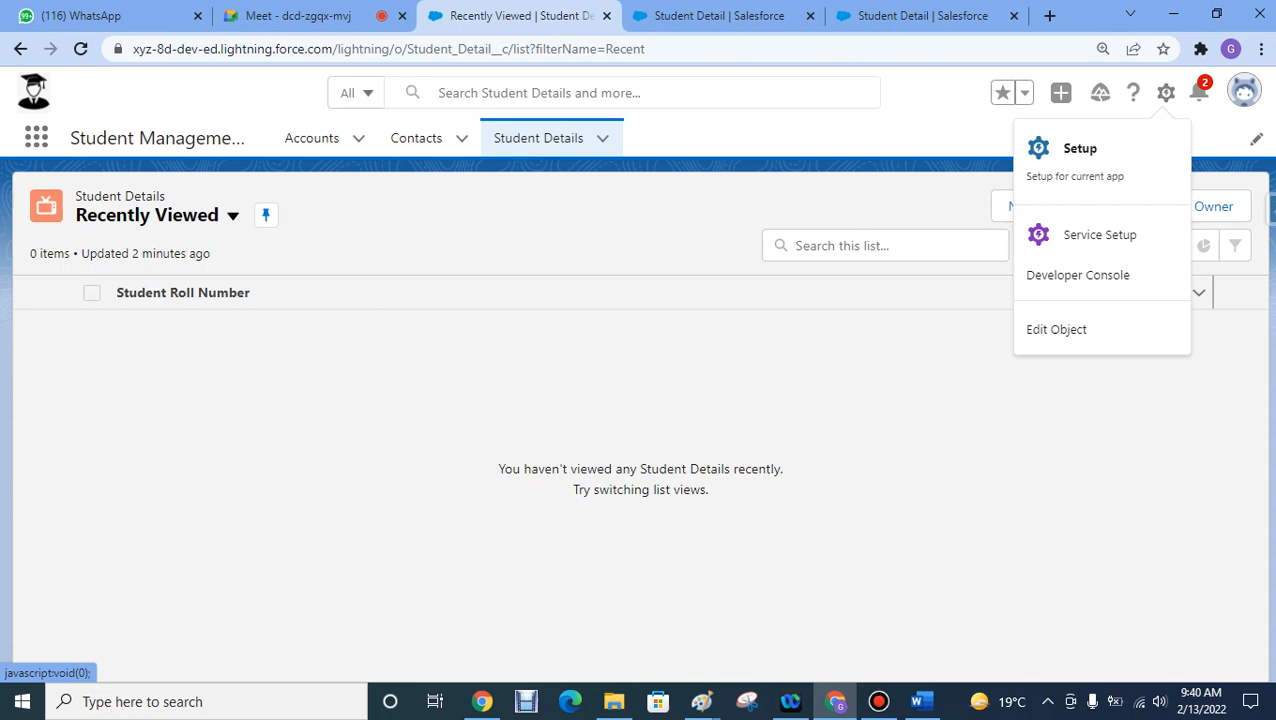 (116) WhatsApp
Meet - dcd-zgqx-mvj
Recently Viewed | Student De
Student Detail | Salesforce
Student Detail | Salesforce
xyz-8d-dev-ed.lightning.force.com/lightning/o/Student_Detail__c/list?filterName=Recent
G
All
Search Student Details and more...
2
Student Manageme...
Accounts
Contacts
Student Details
Setup
Setup for current app
Service Setup
Developer Console
Edit Object
Student Details
Recently Viewed
Owner
0 items • Updated 2 minutes ago
Search this list...
Student Roll Number
You haven't viewed any Student Details recently.
Try switching list views.
javascript:void(0);
Type here to search
19°C
9:40 AM
2/13/2022